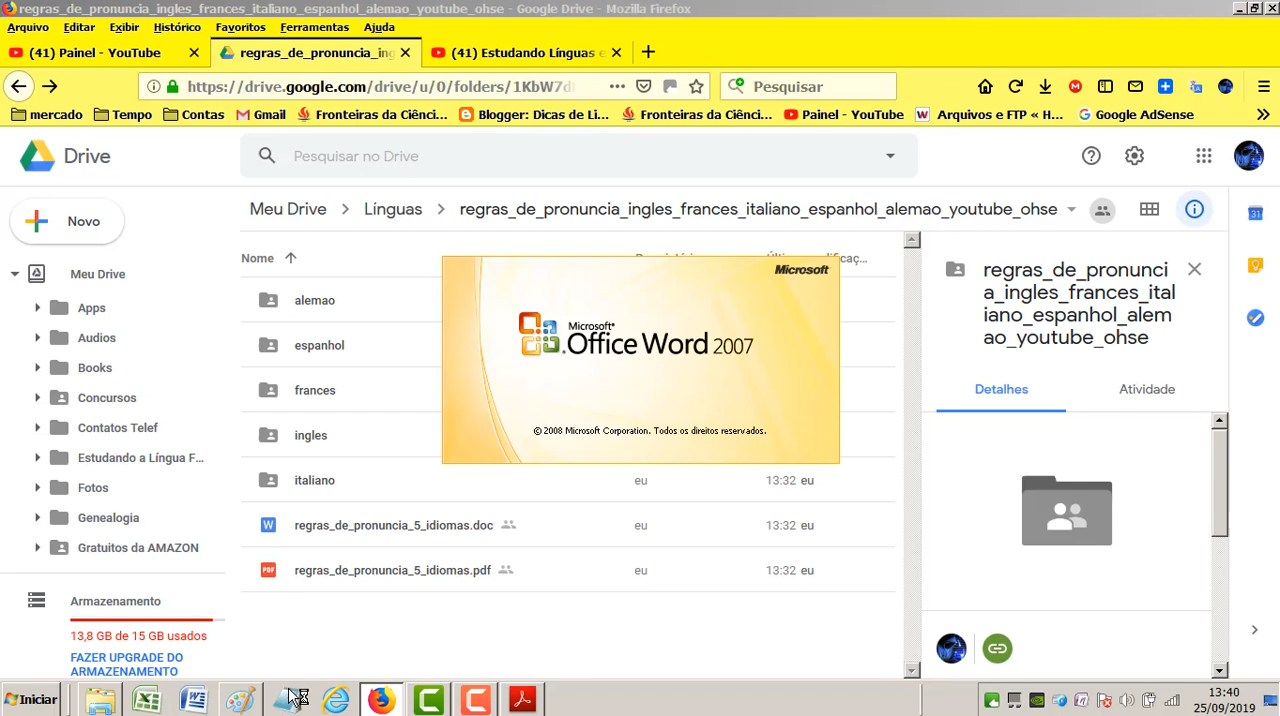 regras_de_pronuncia_ingles_frances_italiano_espanhol_alemao_youtube_ohse - Google Drive - Mozilla Firefox
Arquivo Editar Exibir Histórico Favoritos Ferramentas Ajuda
(41) Painel - YouTube
regras_de_pronuncia_ing
(41) Estudando Línguas e
https://drive.google.com/drive/u/0/folders/1KbW7d
Pesquisar
mercado Tempo Contas Gmail Fronteiras da Ciênci... Blogger: Dicas de Li... Fronteiras da Ciênci... Painel - YouTube Arquivos e FTP « H... Google AdSense
Drive
Pesquisar no Drive
Novo
Meu Drive > Línguas > regras_de_pronuncia_ingles_frances_italiano_espanhol_alemao_youtube_ohse
Meu Drive
Apps
Audios
Books
Concursos
Contatos Telef
Estudando a Língua F...
Fotos
Genealogia
Gratuitos da AMAZON
Armazenamento
13,8 GB de 15 GB usados
FAZER UPGRADE DO
ARMAZENAMENTO
Nome
alemao
espanhol
frances
ingles
italiano eu 13:32 eu
regras_de_pronuncia_5_idiomas.doc eu 13:32 eu
regras_de_pronuncia_5_idiomas.pdf eu 13:32 eu
Microsoft
Microsoft
Office Word 2007
© 2008 Microsoft Corporation. Todos os direitos reservados.
regras_de_pronunci
a_ingles_frances_ital
iano_espanhol_alem
ao_youtube_ohse
Detalhes
Atividade
31
Iniciar
13:40
25/09/2019